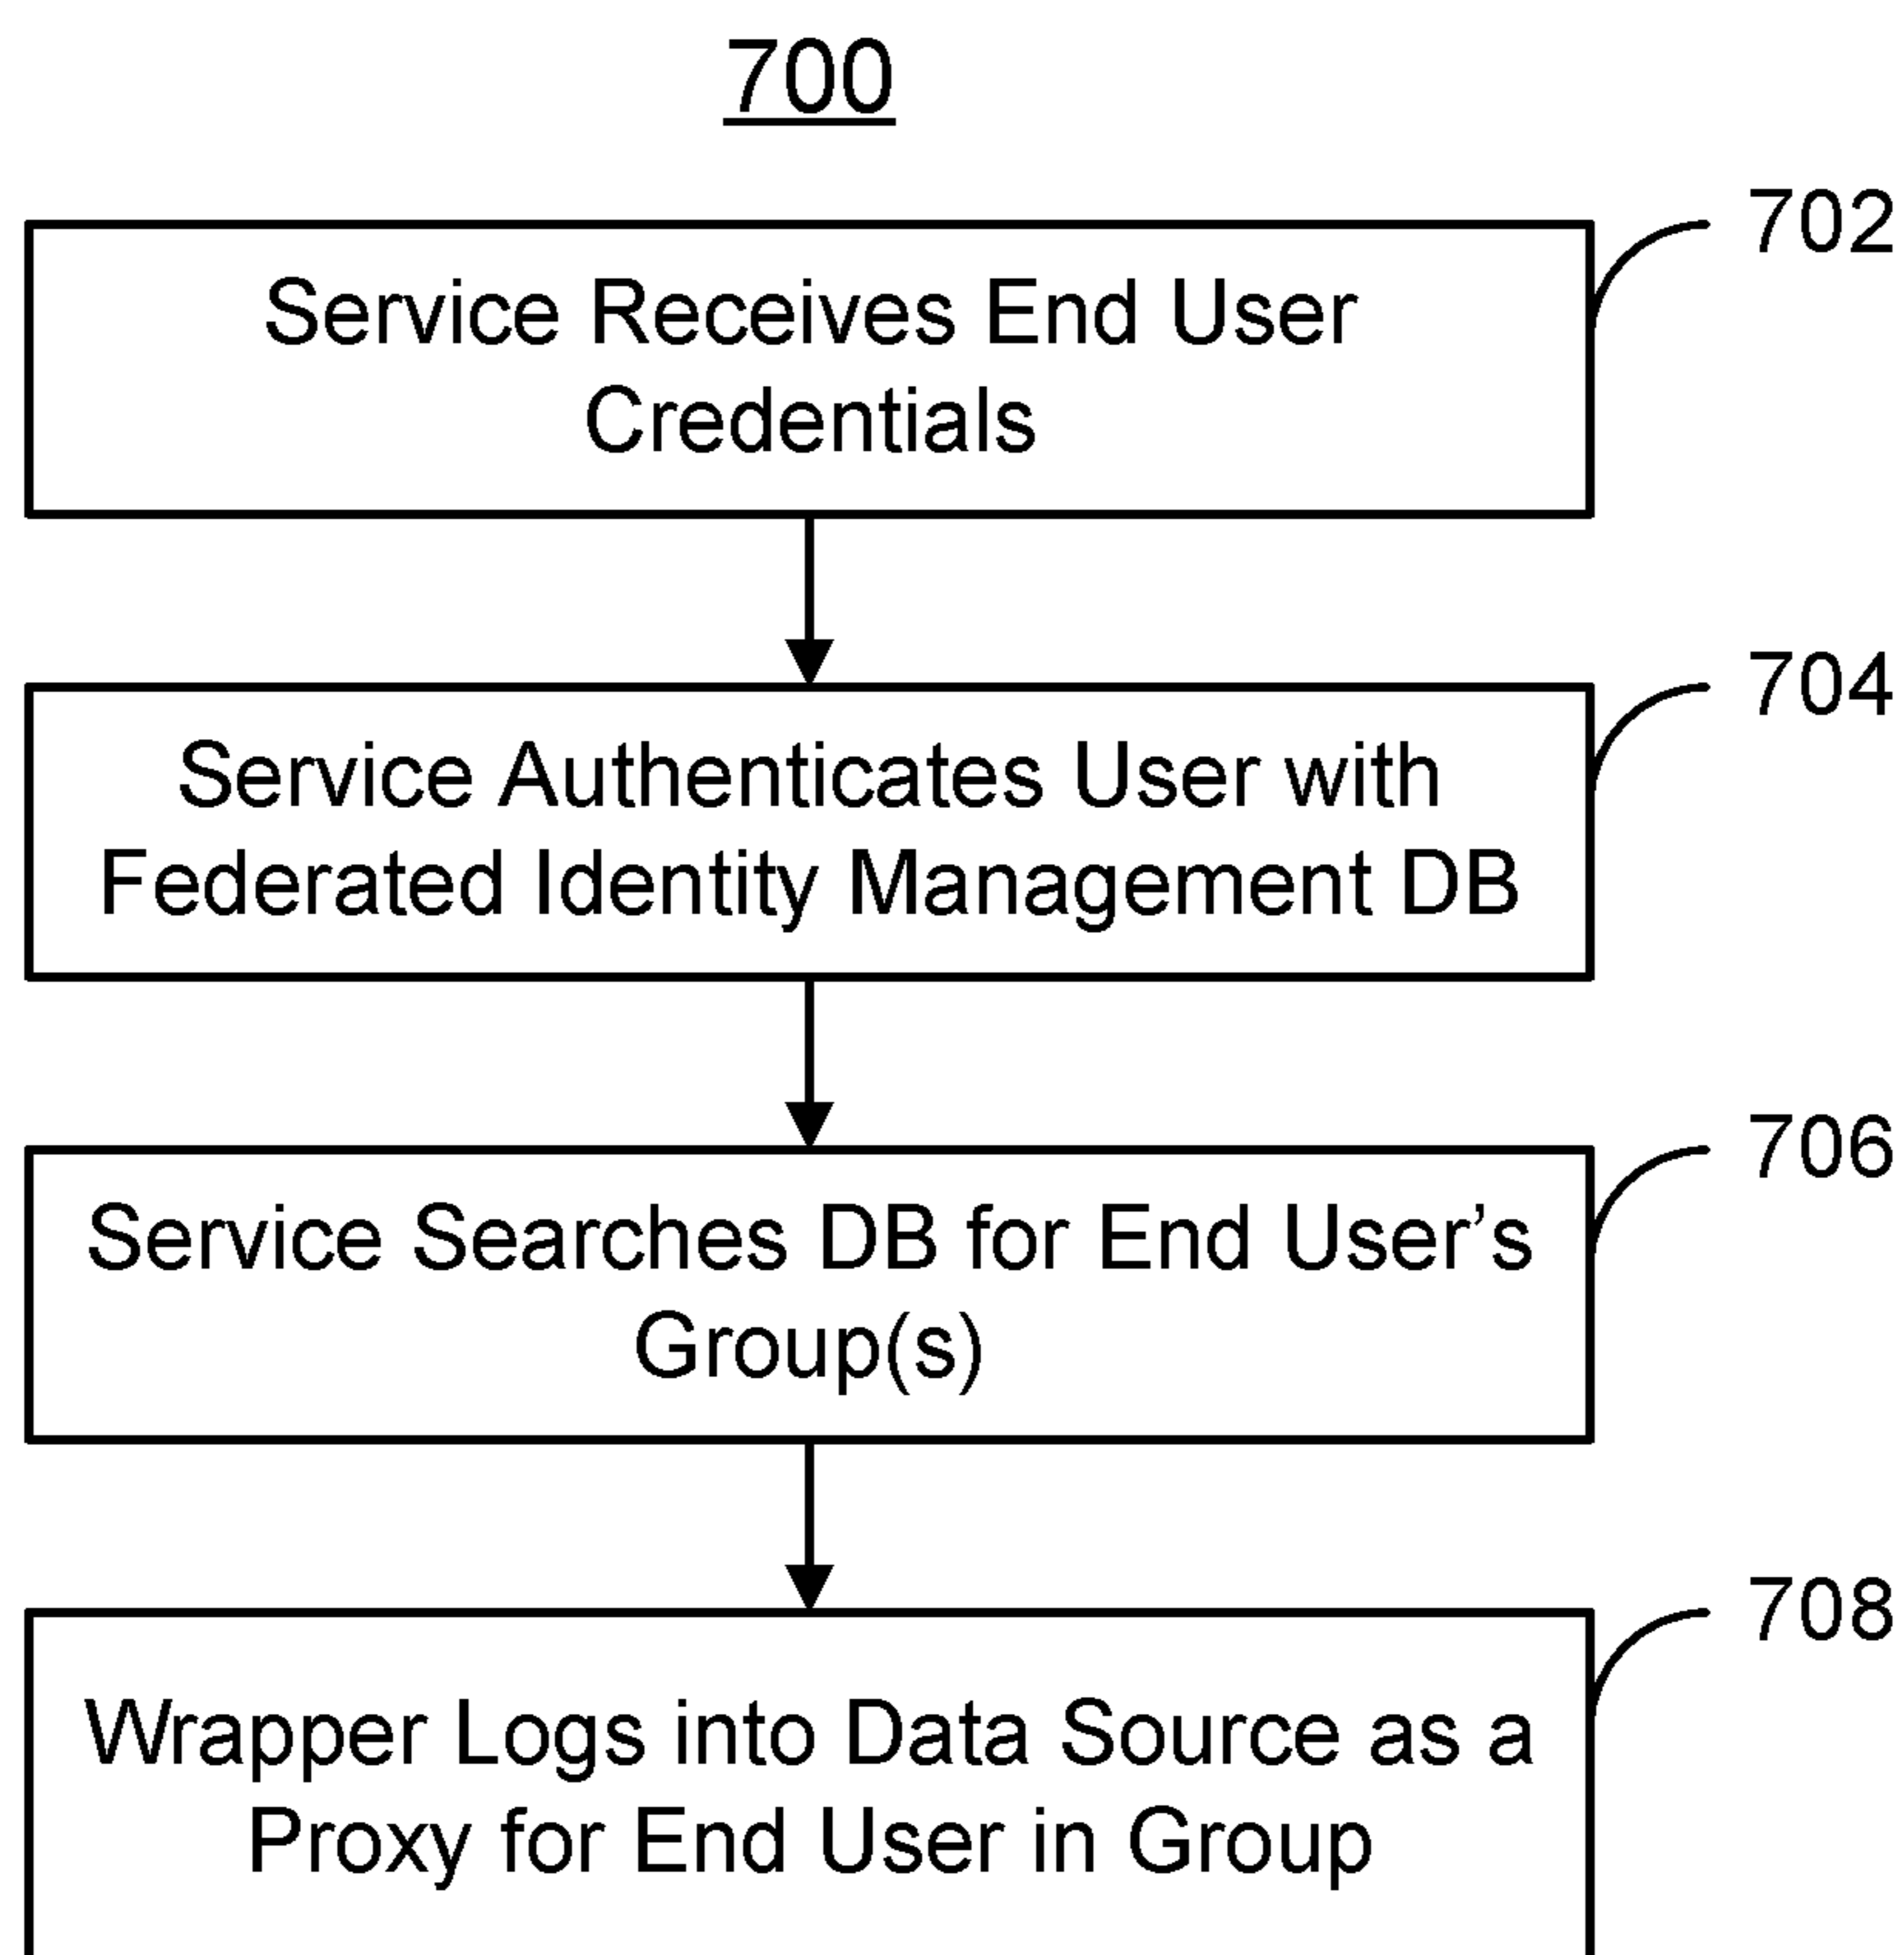 700
702
Service Receives End User
Credentials
704
Service Authenticates User with
Federated Identity Management DB
706
Service Searches DB for End User's
Group(s)
708
Wrapper Logs into Data Source as a
Proxy for End User in Group